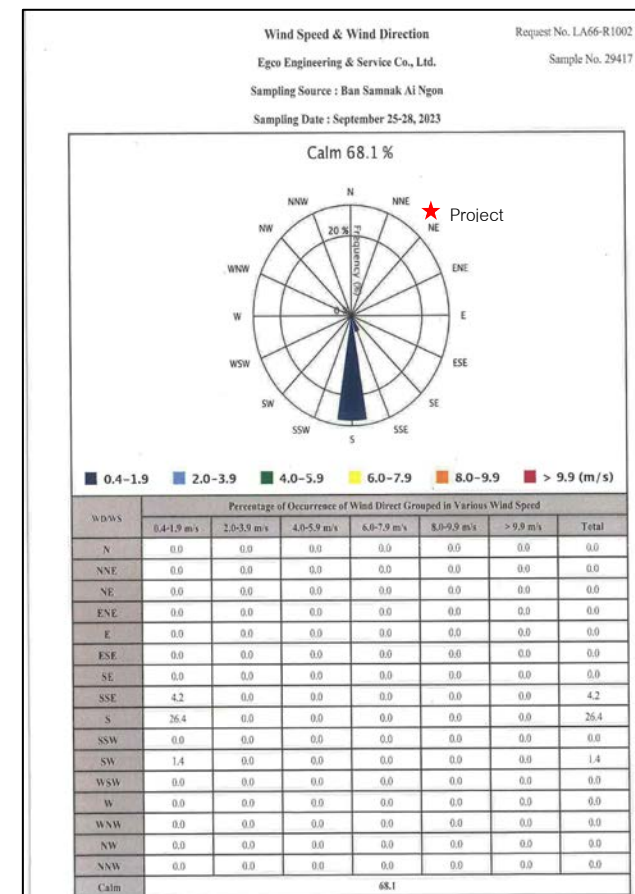 Wind Speed & Wind Direction
Request No. LA66-R1002
Egco Engineering & Service Co., Ltd.
Sample No. 29417
Sampling Source : Ban Samnak Ai Ngon
Sampling Date : September 25-28, 2023
Calm 68.1 %
N
NNW
NNE
Project
NW
20 %
NE
Frequency (%)
WNW
ENE
0
W
E
WSW
ESE
SW
SE
SSW
SSE
S
0.4-1.9 2.0-3.9 4.0-5.9 6.0-7.9 8.0-9.9 > 9.9 (m/s)
WD/WS Percentage of Occurrence of Wind Direct Grouped in Various Wind Speed
0.4-1.9 m/s 2.0-3.9 m/s 4.0-5.9 m/s 6.0-7.9 m/s 8.0-9.9 m/s > 9.9 m/s Total
N 0.0 0.0 0.0 0.0 0.0 0.0 0.0
NNE 0.0 0.0 0.0 0.0 0.0 0.0 0.0
NE 0.0 0.0 0.0 0.0 0.0 0.0 0.0
ENE 0.0 0.0 0.0 0.0 0.0 0.0 0.0
E 0.0 0.0 0.0 0.0 0.0 0.0 0.0
ESE 0.0 0.0 0.0 0.0 0.0 0.0 0.0
SE 0.0 0.0 0.0 0.0 0.0 0.0 0.0
SSE 4.2 0.0 0.0 0.0 0.0 0.0 4.2
S 26.4 0.0 0.0 0.0 0.0 0.0 26.4
SSW 0.0 0.0 0.0 0.0 0.0 0.0 0.0
SW 1.4 0.0 0.0 0.0 0.0 0.0 1.4
WSW 0.0 0.0 0.0 0.0 0.0 0.0 0.0
W 0.0 0.0 0.0 0.0 0.0 0.0 0.0
WNW 0.0 0.0 0.0 0.0 0.0 0.0 0.0
NW 0.0 0.0 0.0 0.0 0.0 0.0 0.0
NNW 0.0 0.0 0.0 0.0 0.0 0.0 0.0
Calm 68.1